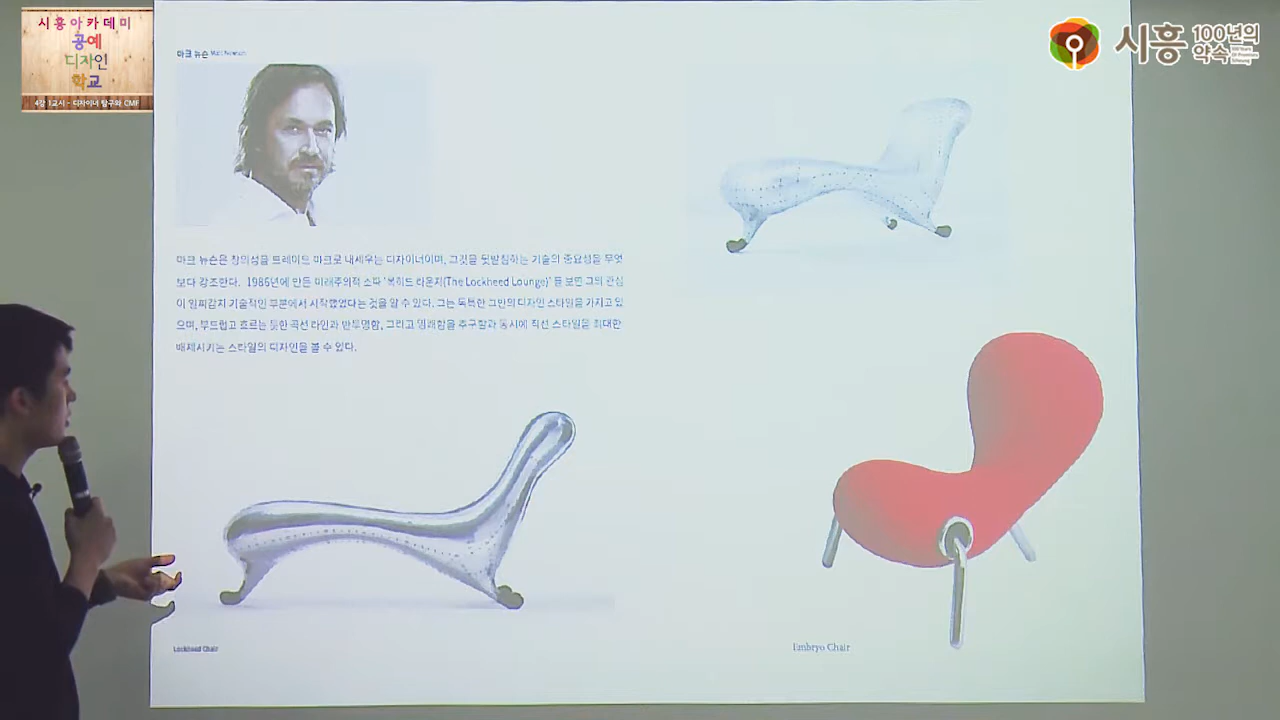 시흥아카데미
공예
디자인
학교
4강 1교시 - 디자이너 탐구와 CMF
시흥 100년의
약속
마크 뉴슨
마크 뉴슨은 창의성을 트레이드 마크로 내세우는 디자이너이며, 그것을 뒷받침하는 기술의 중요성을 무엇
보다 강조한다. 1986년에 만든 미래주의적 소파 '록히드 라운지(The Lockheed Lounge)' 를 보면 그의 관심
이 일찌감치 기술적인 부분에서 시작했었다는 것을 알 수 있다. 그는 독특한 그만의 디자인 스타일을 가지고 있
으며, 부드럽고 흐르는 듯한 곡선 라인과 반투명함, 그리고 명쾌함을 추구함과 동시에 직선 스타일을 최대한
배제시키는 스타일의 디자인을 볼 수 있다.
Lockheed Chair
Embryo Chair